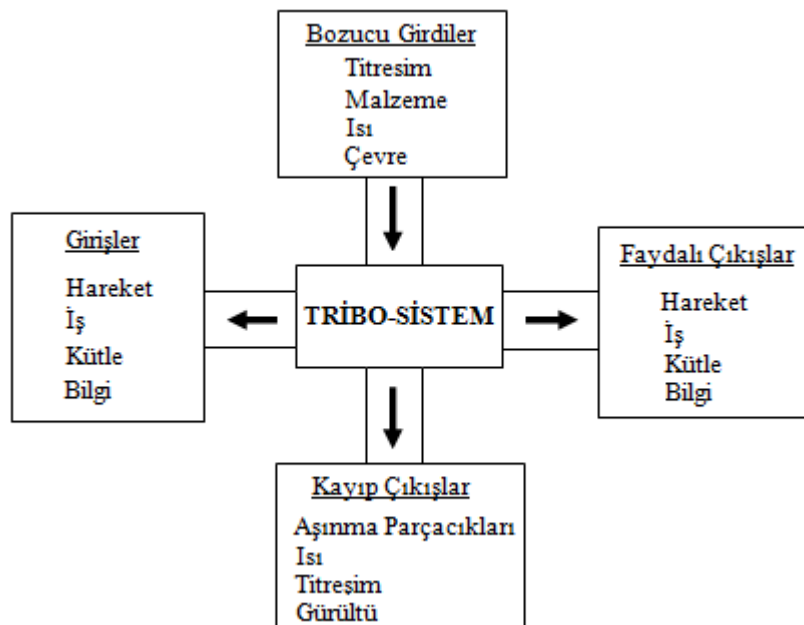 Bozucu Girdiler
Titresim
Malzeme
Isı
Çevre
Girişler
Hareket
İş
Kütle
Bilgi
TRİBO-SİSTEM
Faydalı Çıkışlar
Hareket
İş
Kütle
Bilgi
Kayıp Çıkışlar
Aşınma Parçacıkları
Isı
Titreşim
Gürültü